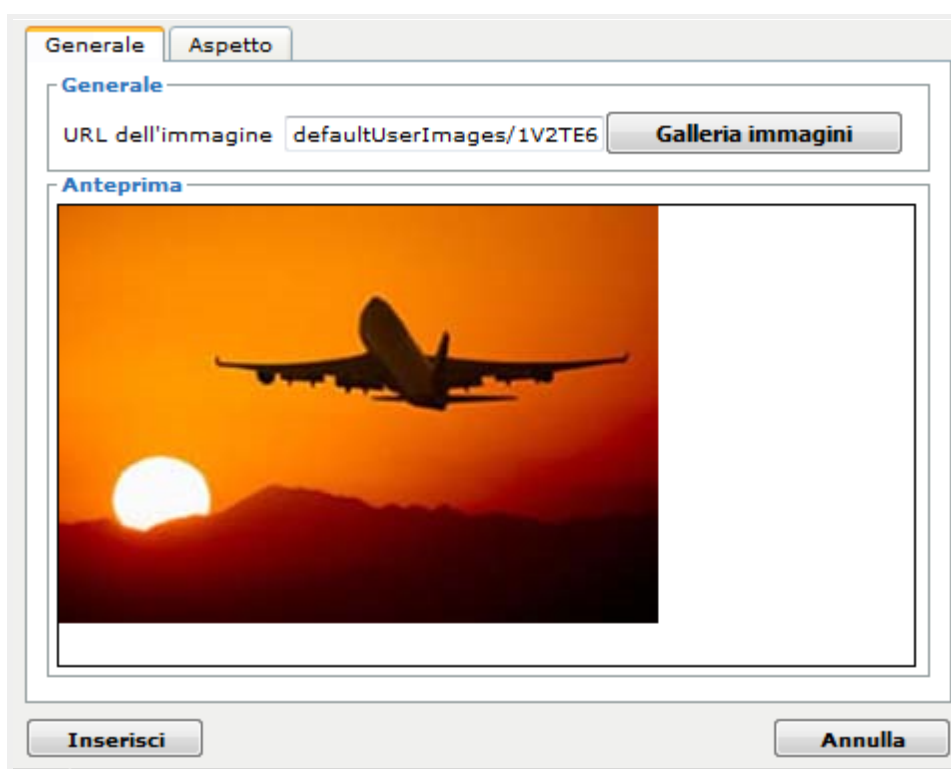 Generale Aspetto
Generale
URL dell'immagine defaultUserImages/1V2TE6 Galleria immagini
Anteprima
Inserisci Annulla